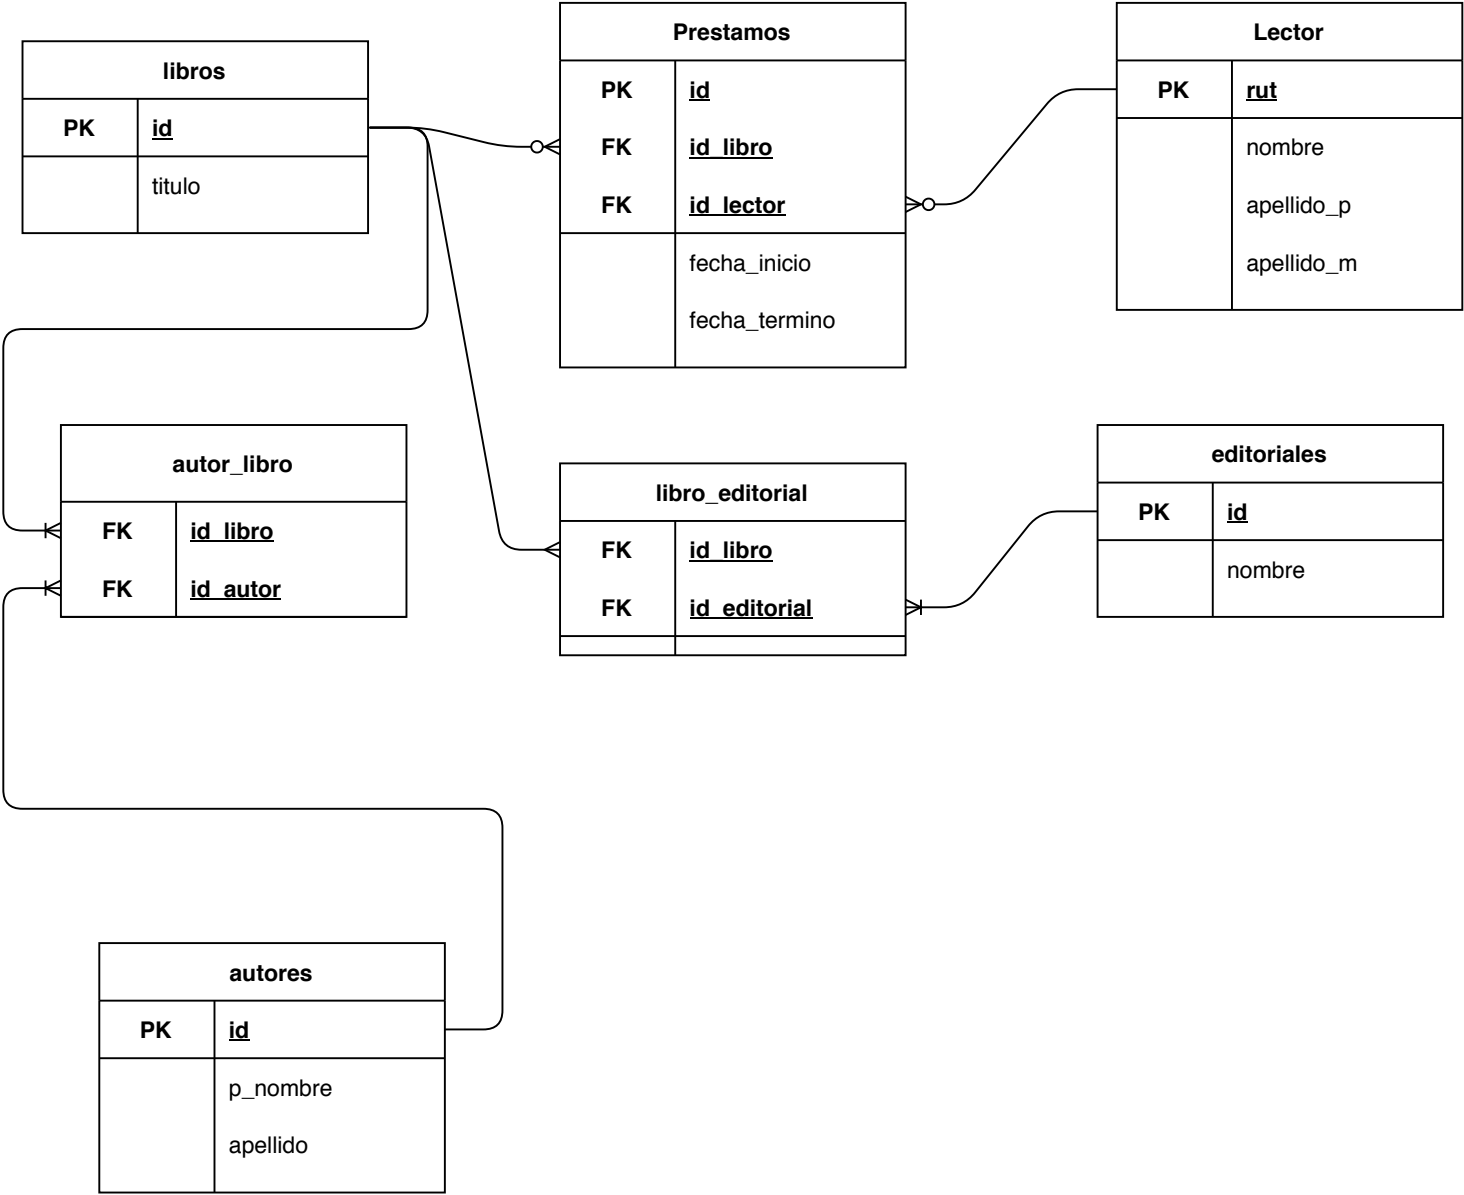 libros
PK id
titulo
Prestamos
PK id
FK id_libro
FK id_lector
fecha_inicio
fecha_termino
Lector
PK rut
nombre
apellido_p
apellido_m
autor_libro
FK id_libro
FK id_autor
libro_editorial
FK id_libro
FK id_editorial
editoriales
PK id
nombre
autores
PK id
p_nombre
apellido